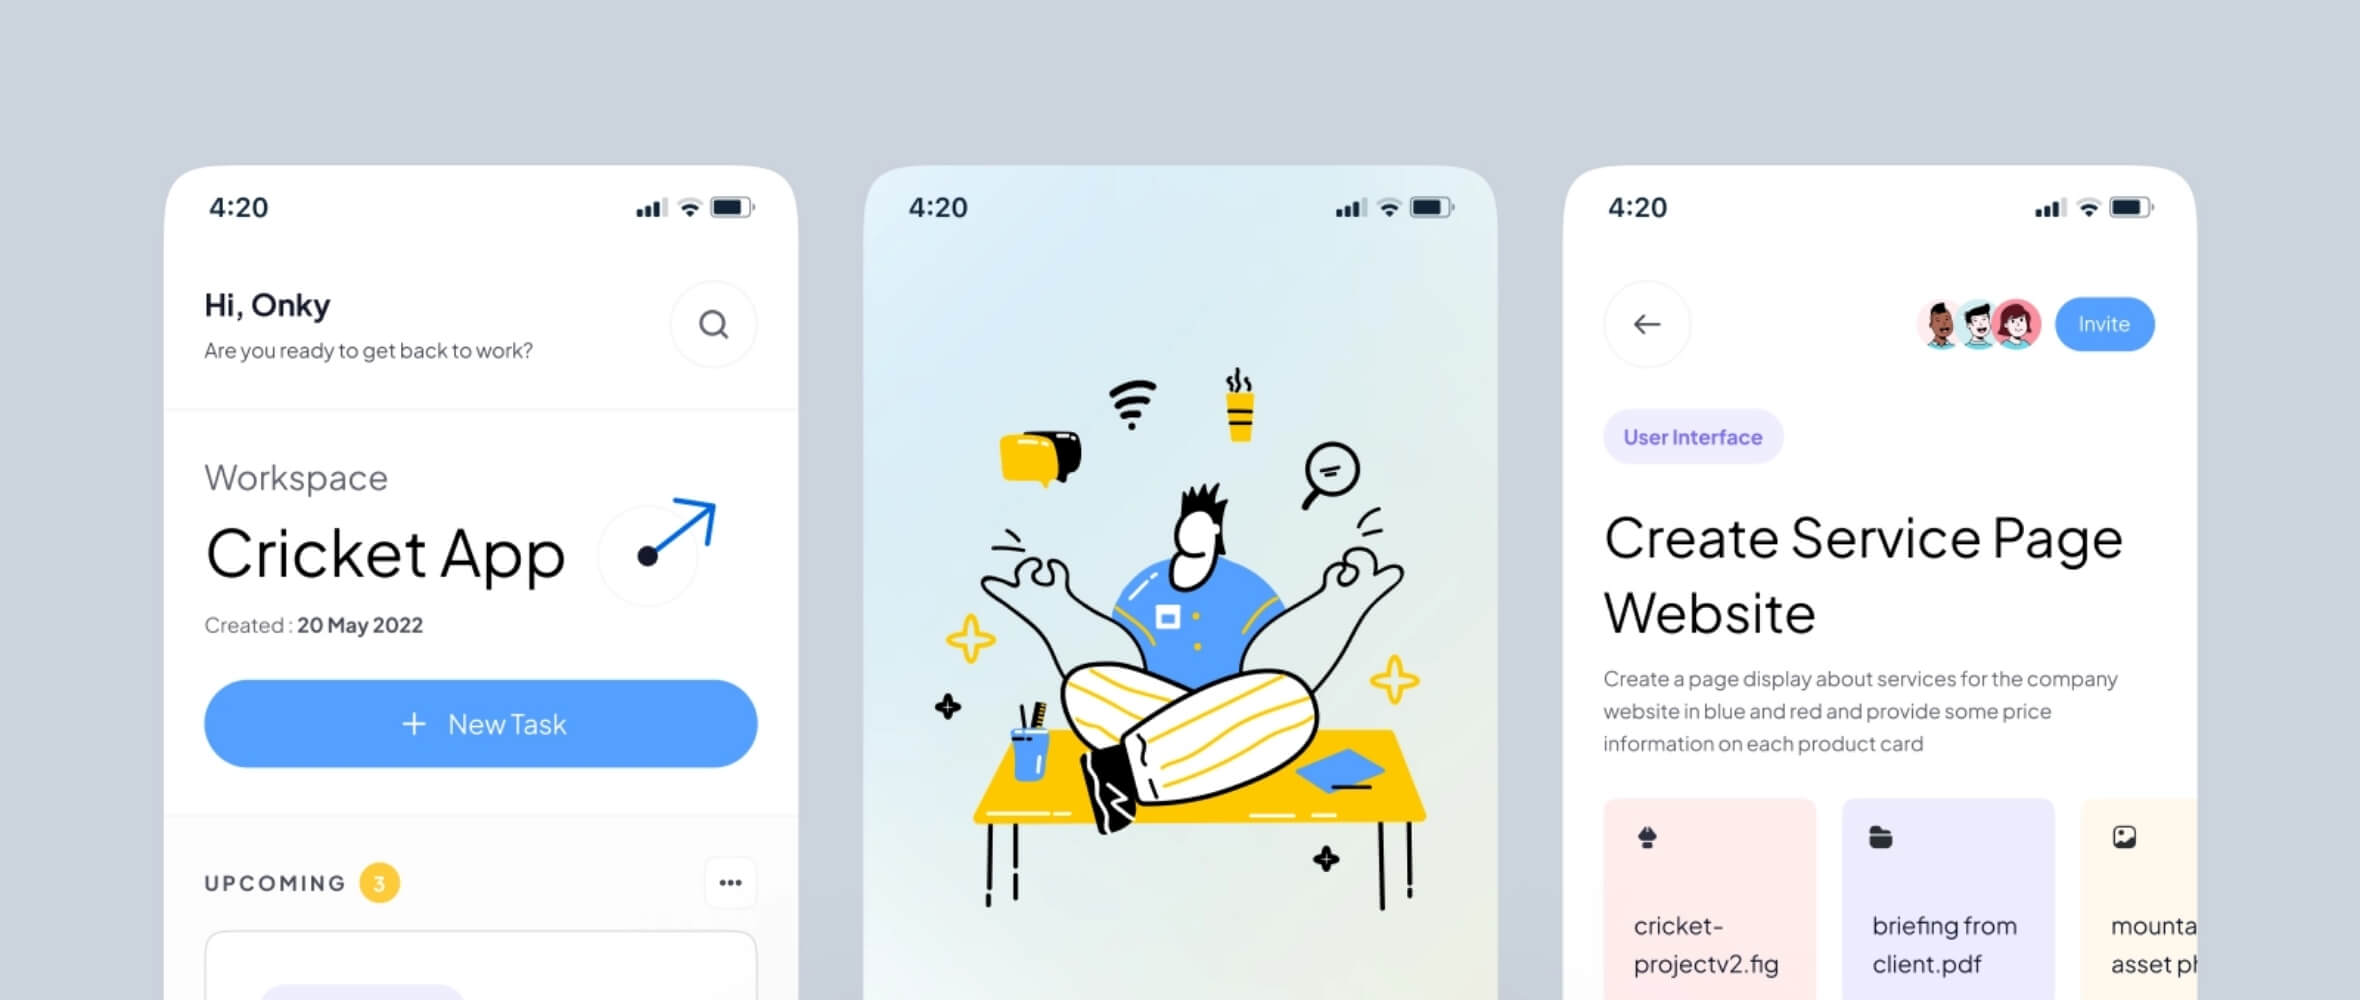 4:20
Hi, Onky
Are you ready to get back to work?
Workspace
Cricket App
Created : 20 May 2022
+ New Task
UPCOMING 3
4:20
4:20
Invite
User Interface
Create Service Page
Website
Create a page display about services for the company
website in blue and red and provide some price
information on each product card
cricket-
projectv2.fig
briefing from
client.pdf
asset